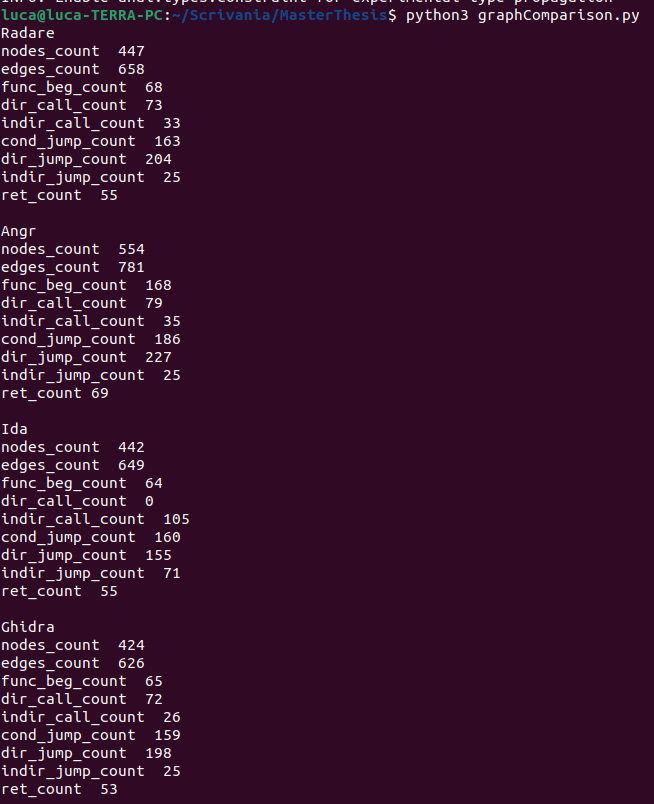 luca@luca-TERRA-PC:~/Scrivania/MasterThesis$ python3 graphComparison.py
Radare
nodes_count  447
edges_count  658
func_beg_count  68
dir_call_count  73
indir_call_count  33
cond_jump_count  163
dir_jump_count  204
indir_jump_count  25
ret_count  55

Angr
nodes_count  554
edges_count  781
func_beg_count  168
dir_call_count  79
indir_call_count  35
cond_jump_count  186
dir_jump_count  227
indir_jump_count  25
ret_count 69

Ida
nodes_count  442
edges_count  649
func_beg_count  64
dir_call_count  0
indir_call_count  105
cond_jump_count  160
dir_jump_count  155
indir_jump_count  71
ret_count  55

Ghidra
nodes_count  424
edges_count  626
func_beg_count  65
dir_call_count  72
indir_call_count  26
cond_jump_count  159
dir_jump_count  198
indir_jump_count  25
ret_count  53